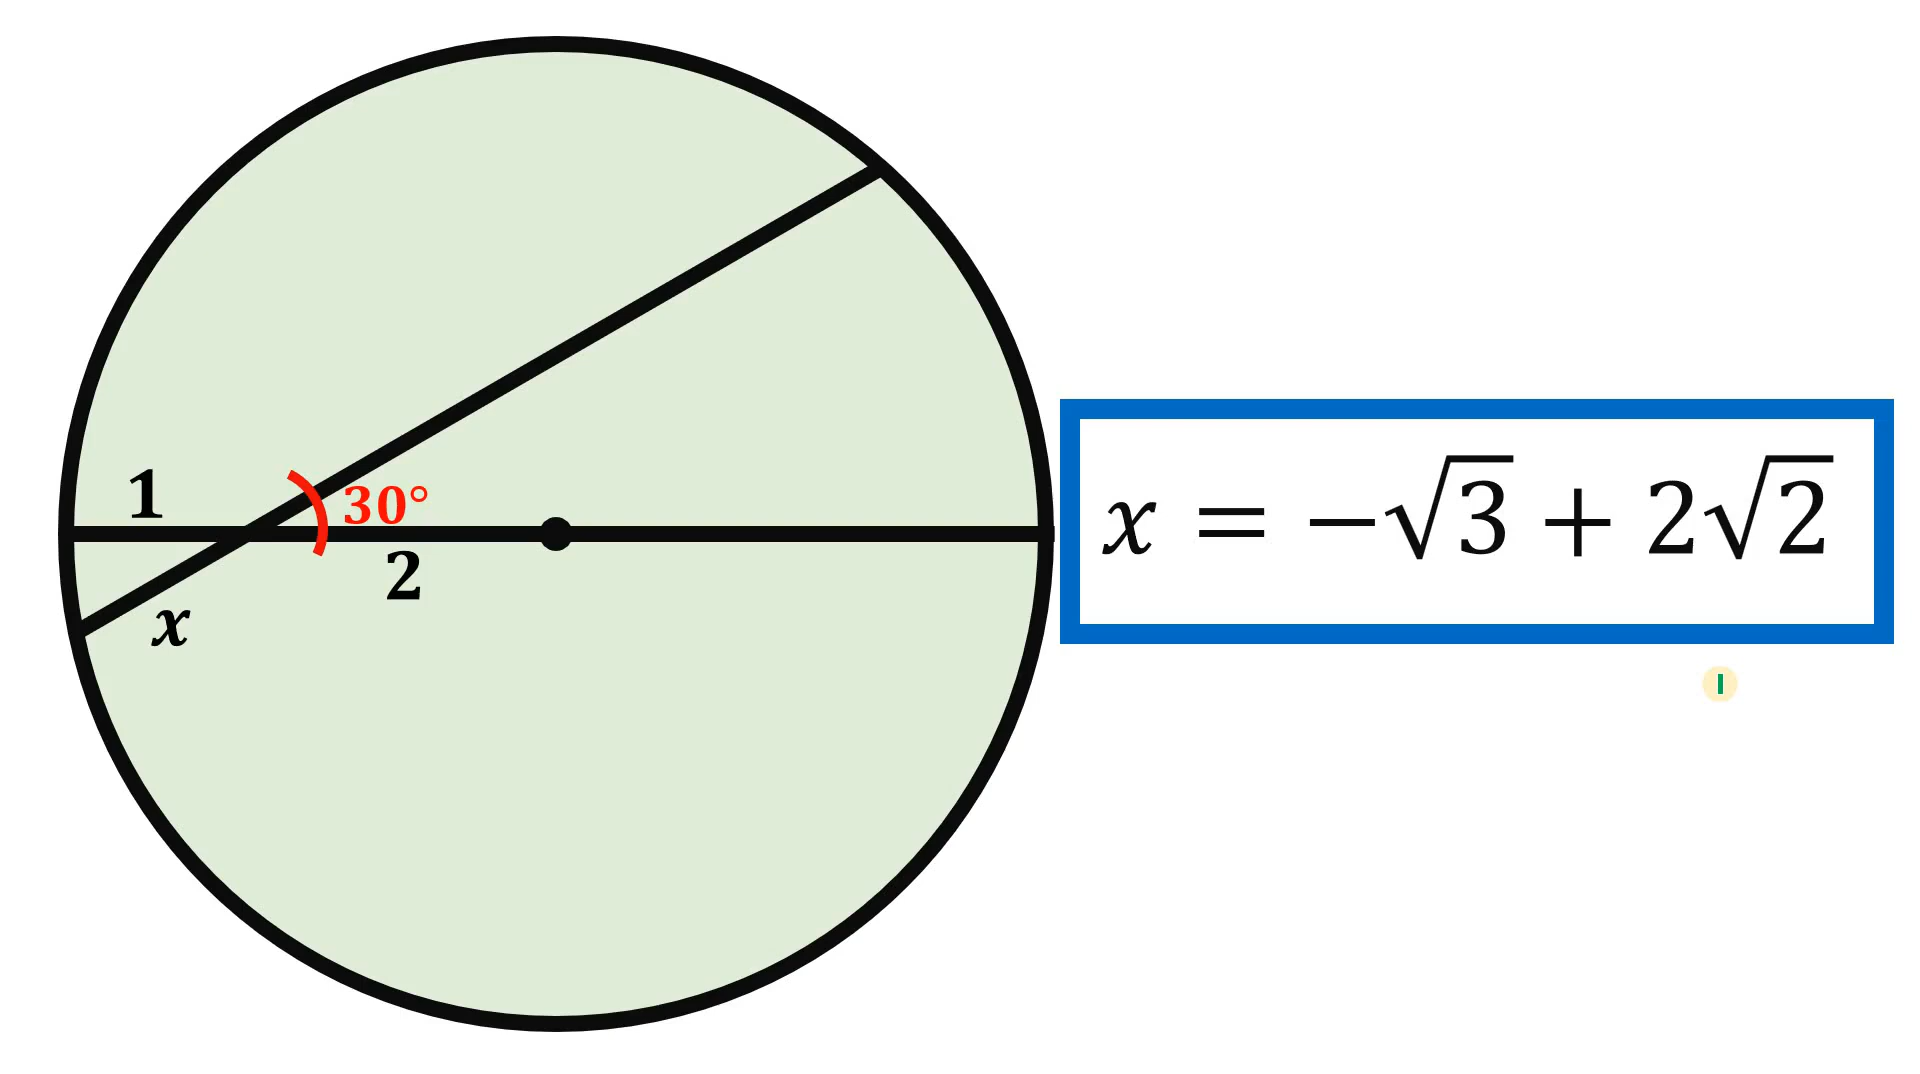 1
30°
2
x
x = −√3 + 2√2